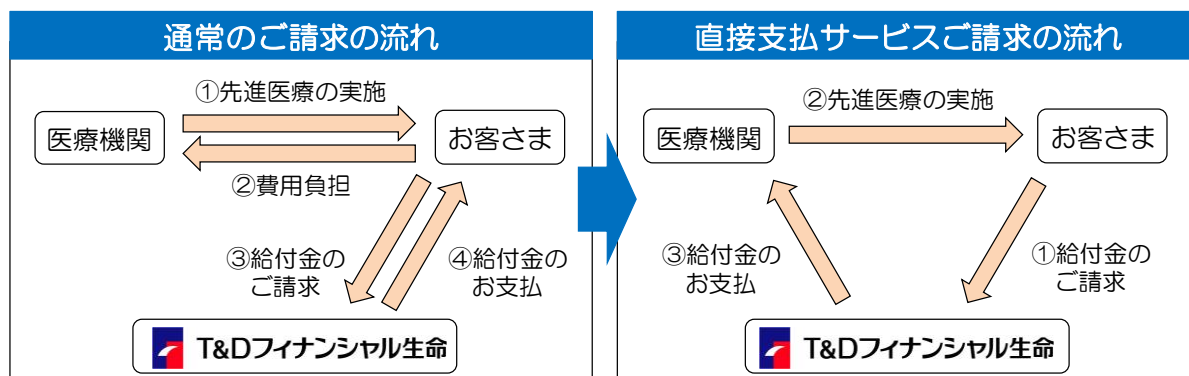 通常のご請求の流れ
①先進医療の実施
医療機関
お客さま
②費用負担
③給付金の
ご請求
④給付金の
お支払
T&Dフィナンシャル生命
直接支払サービスご請求の流れ
②先進医療の実施
医療機関
お客さま
③給付金の
お支払
①給付金の
ご請求
T&Dフィナンシャル生命